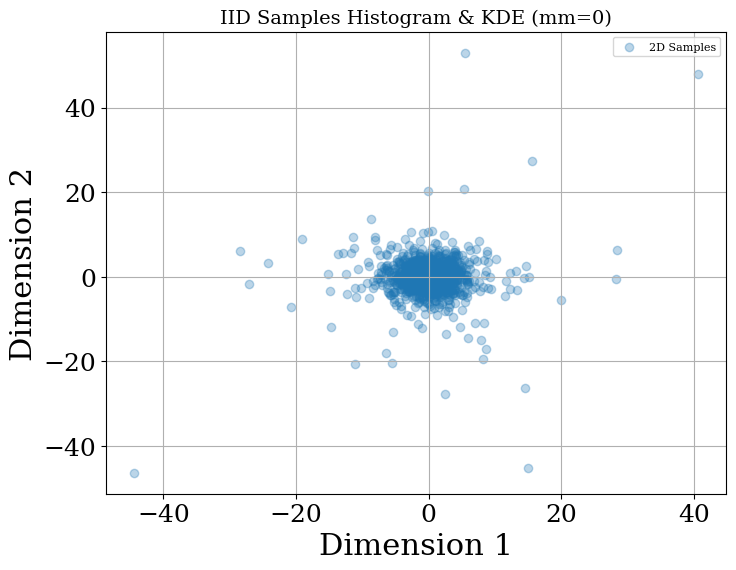 IID Samples Histogram & KDE (mm=0)
2D Samples
Dimension 2
40
20
0
−20
−40
−40 −20 0 20 40
Dimension 1